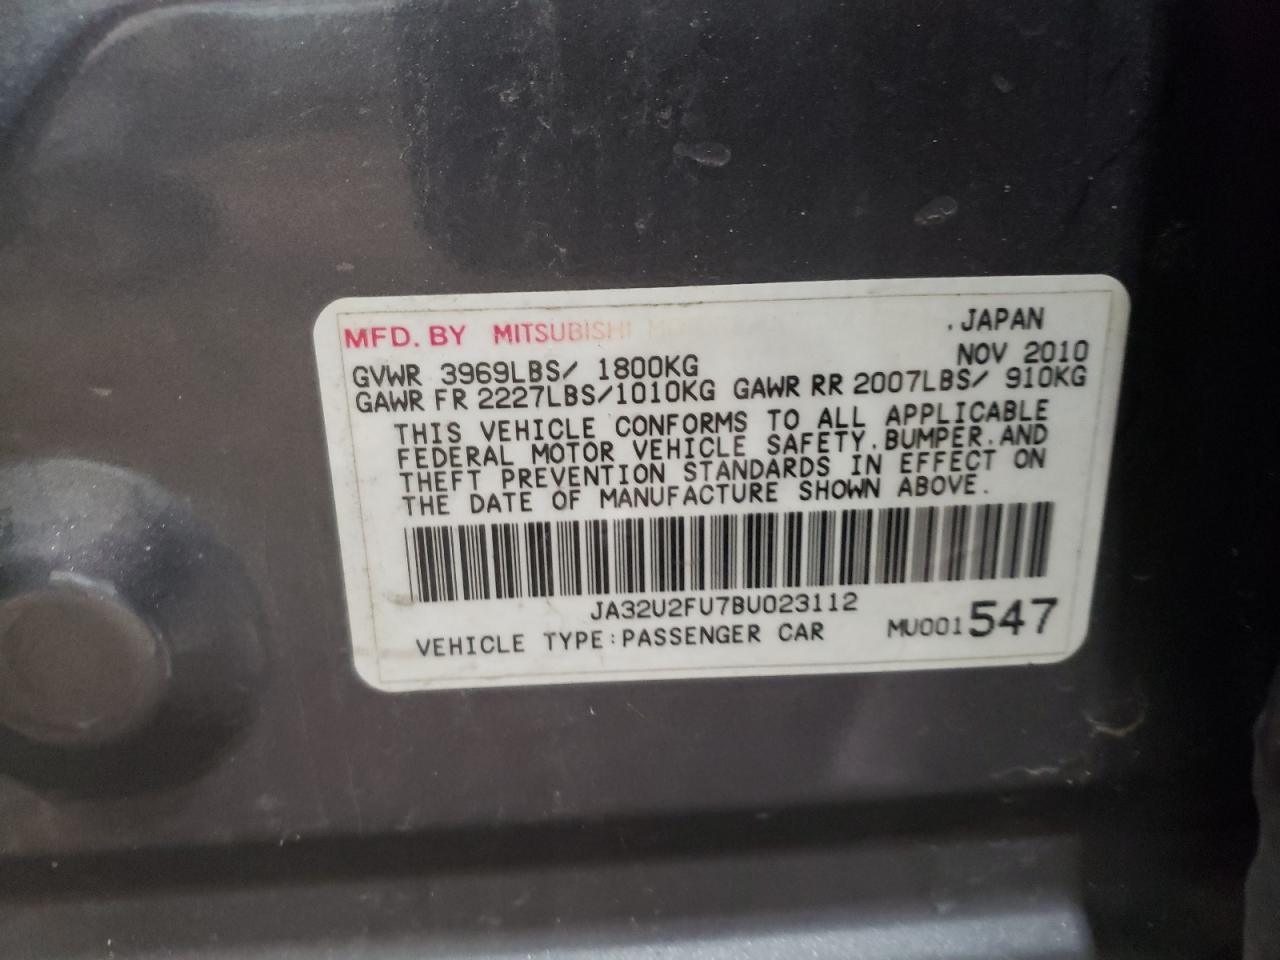 MFD. BY MITSUBISHI
. JAPAN
GVWR 3969LBS/ 1800KG NOV 2010
GAWR FR 2227LBS/1010KG GAWR RR 2007LBS/ 910KG
THIS VEHICLE CONFORMS TO ALL APPLICABLE
FEDERAL MOTOR VEHICLE SAFETY, BUMPER, AND
THEFT PREVENTION STANDARDS IN EFFECT ON
THE DATE OF MANUFACTURE SHOWN ABOVE.
JA32U2FU7BU023112
VEHICLE TYPE:PASSENGER CAR MU001547